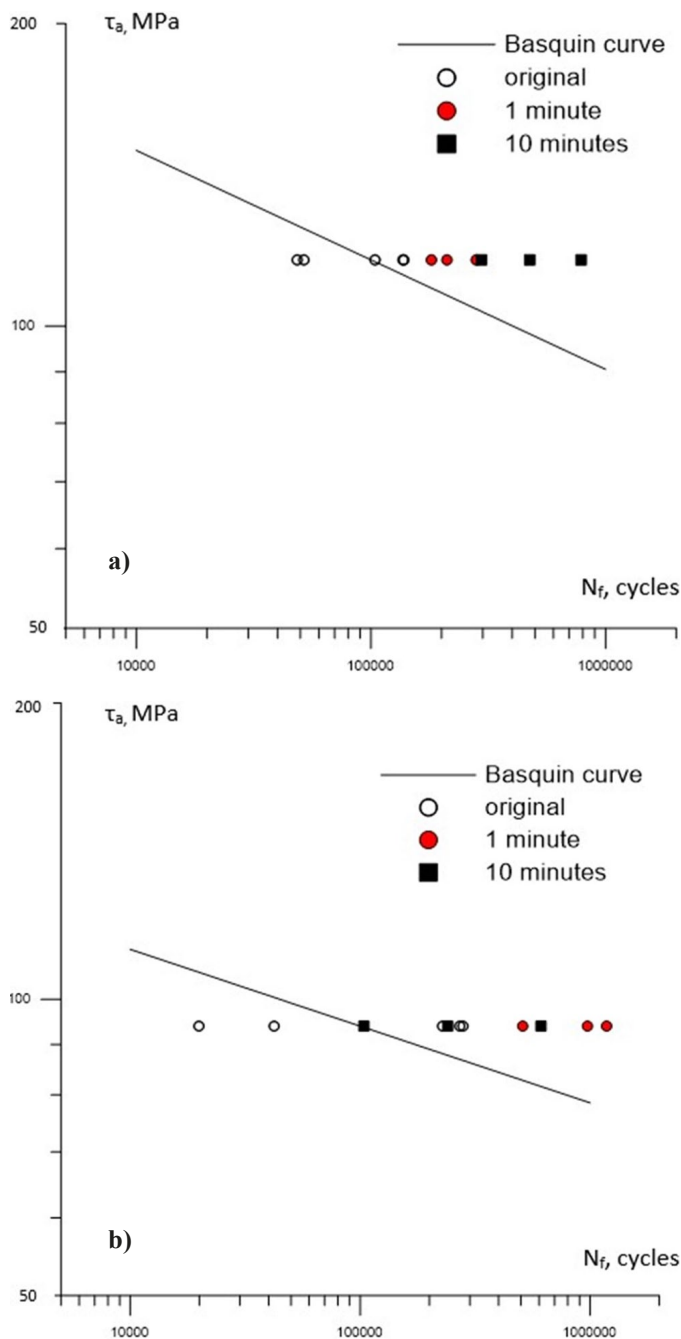 200
τa, MPa
Basquin curve
original
1 minute
10 minutes
100
a)
Nf, cycles
50
10000 100000 1000000
200
τa, MPa
Basquin curve
original
1 minute
10 minutes
100
b)
Nf, cycles
50
10000 100000 1000000